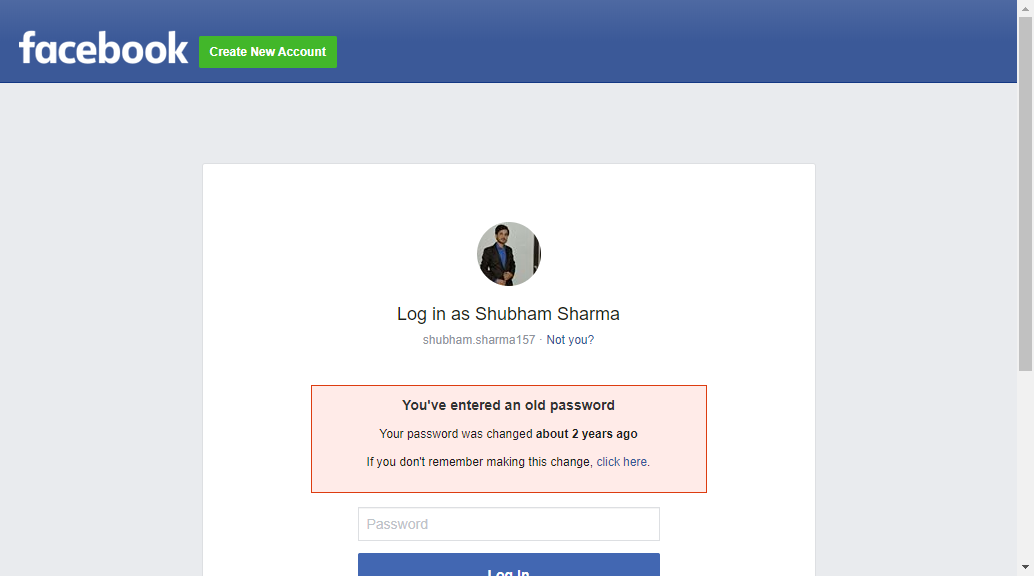 facebook
Create New Account
Log in as Shubham Sharma
shubham.sharma157 · Not you?
You've entered an old password
Your password was changed about 2 years ago
If you don't remember making this change, click here.
Password
Log In